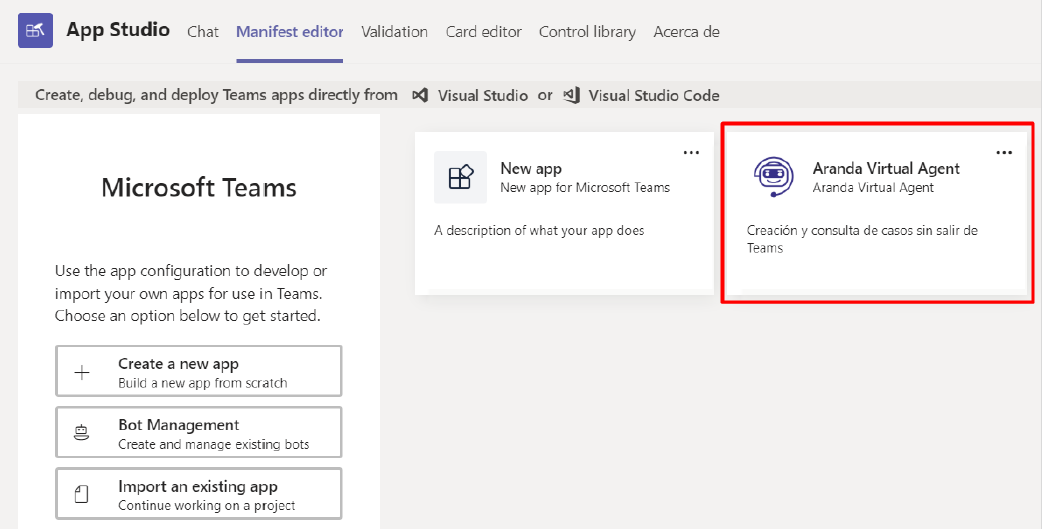 App Studio Chat Manifest editor Validation Card editor Control library Acerca de
Create, debug, and deploy Teams apps directly from Visual Studio or Visual Studio Code
Microsoft Teams
Use the app configuration to develop or
import your own apps for use in Teams.
Choose an option below to get started.
Create a new app
Build a new app from scratch
Bot Management
Create and manage existing bots
Import an existing app
Continue working on a project
New app
New app for Microsoft Teams
A description of what your app does
Aranda Virtual Agent
Aranda Virtual Agent
Creación y consulta de casos sin salir de
Teams